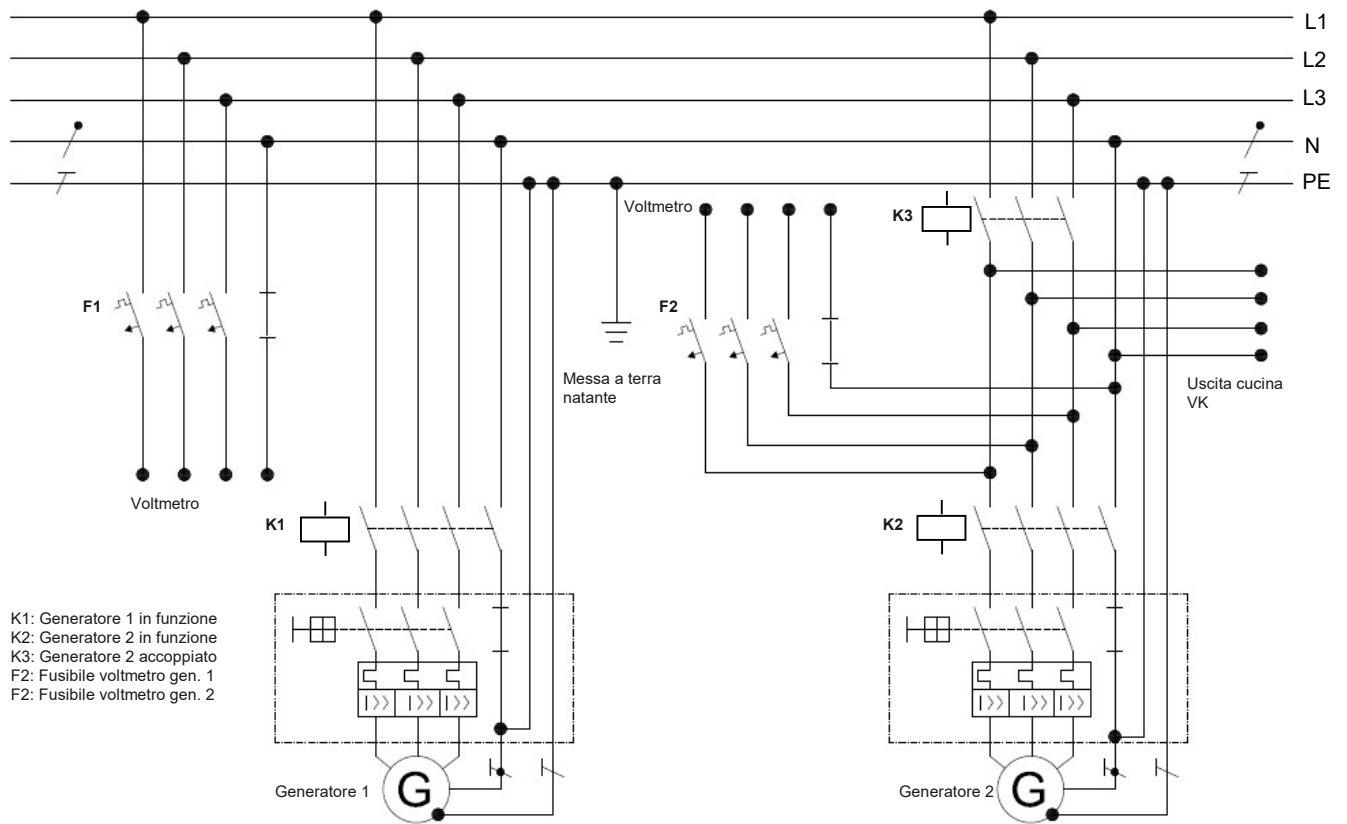 L1
L2
L3
N
PE
Voltmetro
K3
F1
F2
Messa a terra
natante
Uscita cucina
VK
Voltmetro
K1
K2
K1: Generatore 1 in funzione
K2: Generatore 2 in funzione
K3: Generatore 2 accoppiato
F2: Fusibile voltmetro gen. 1
F2: Fusibile voltmetro gen. 2
I>> I>> I>>
I>> I>> I>>
Generatore 1
G
Generatore 2
G